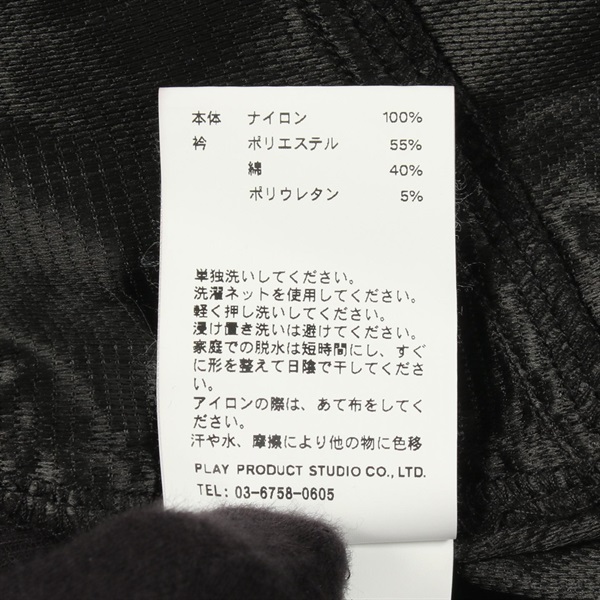 本体 ナイロン 100%
衿 ポリエステル 55%
綿 40%
ポリウレタン 5%
単独洗いしてください。
洗濯ネットを使用してください。
軽く押し洗いしてください。
浸け置き洗いは避けてください。
家庭での脱水は短時間にし、すぐ
に形を整えて日陰で干してくださ
い。
アイロンの際は、あて布をしてく
ださい。
汗や水、摩擦により他の物に色移
PLAY PRODUCT STUDIO CO., LTD.
TEL: 03-6758-0605